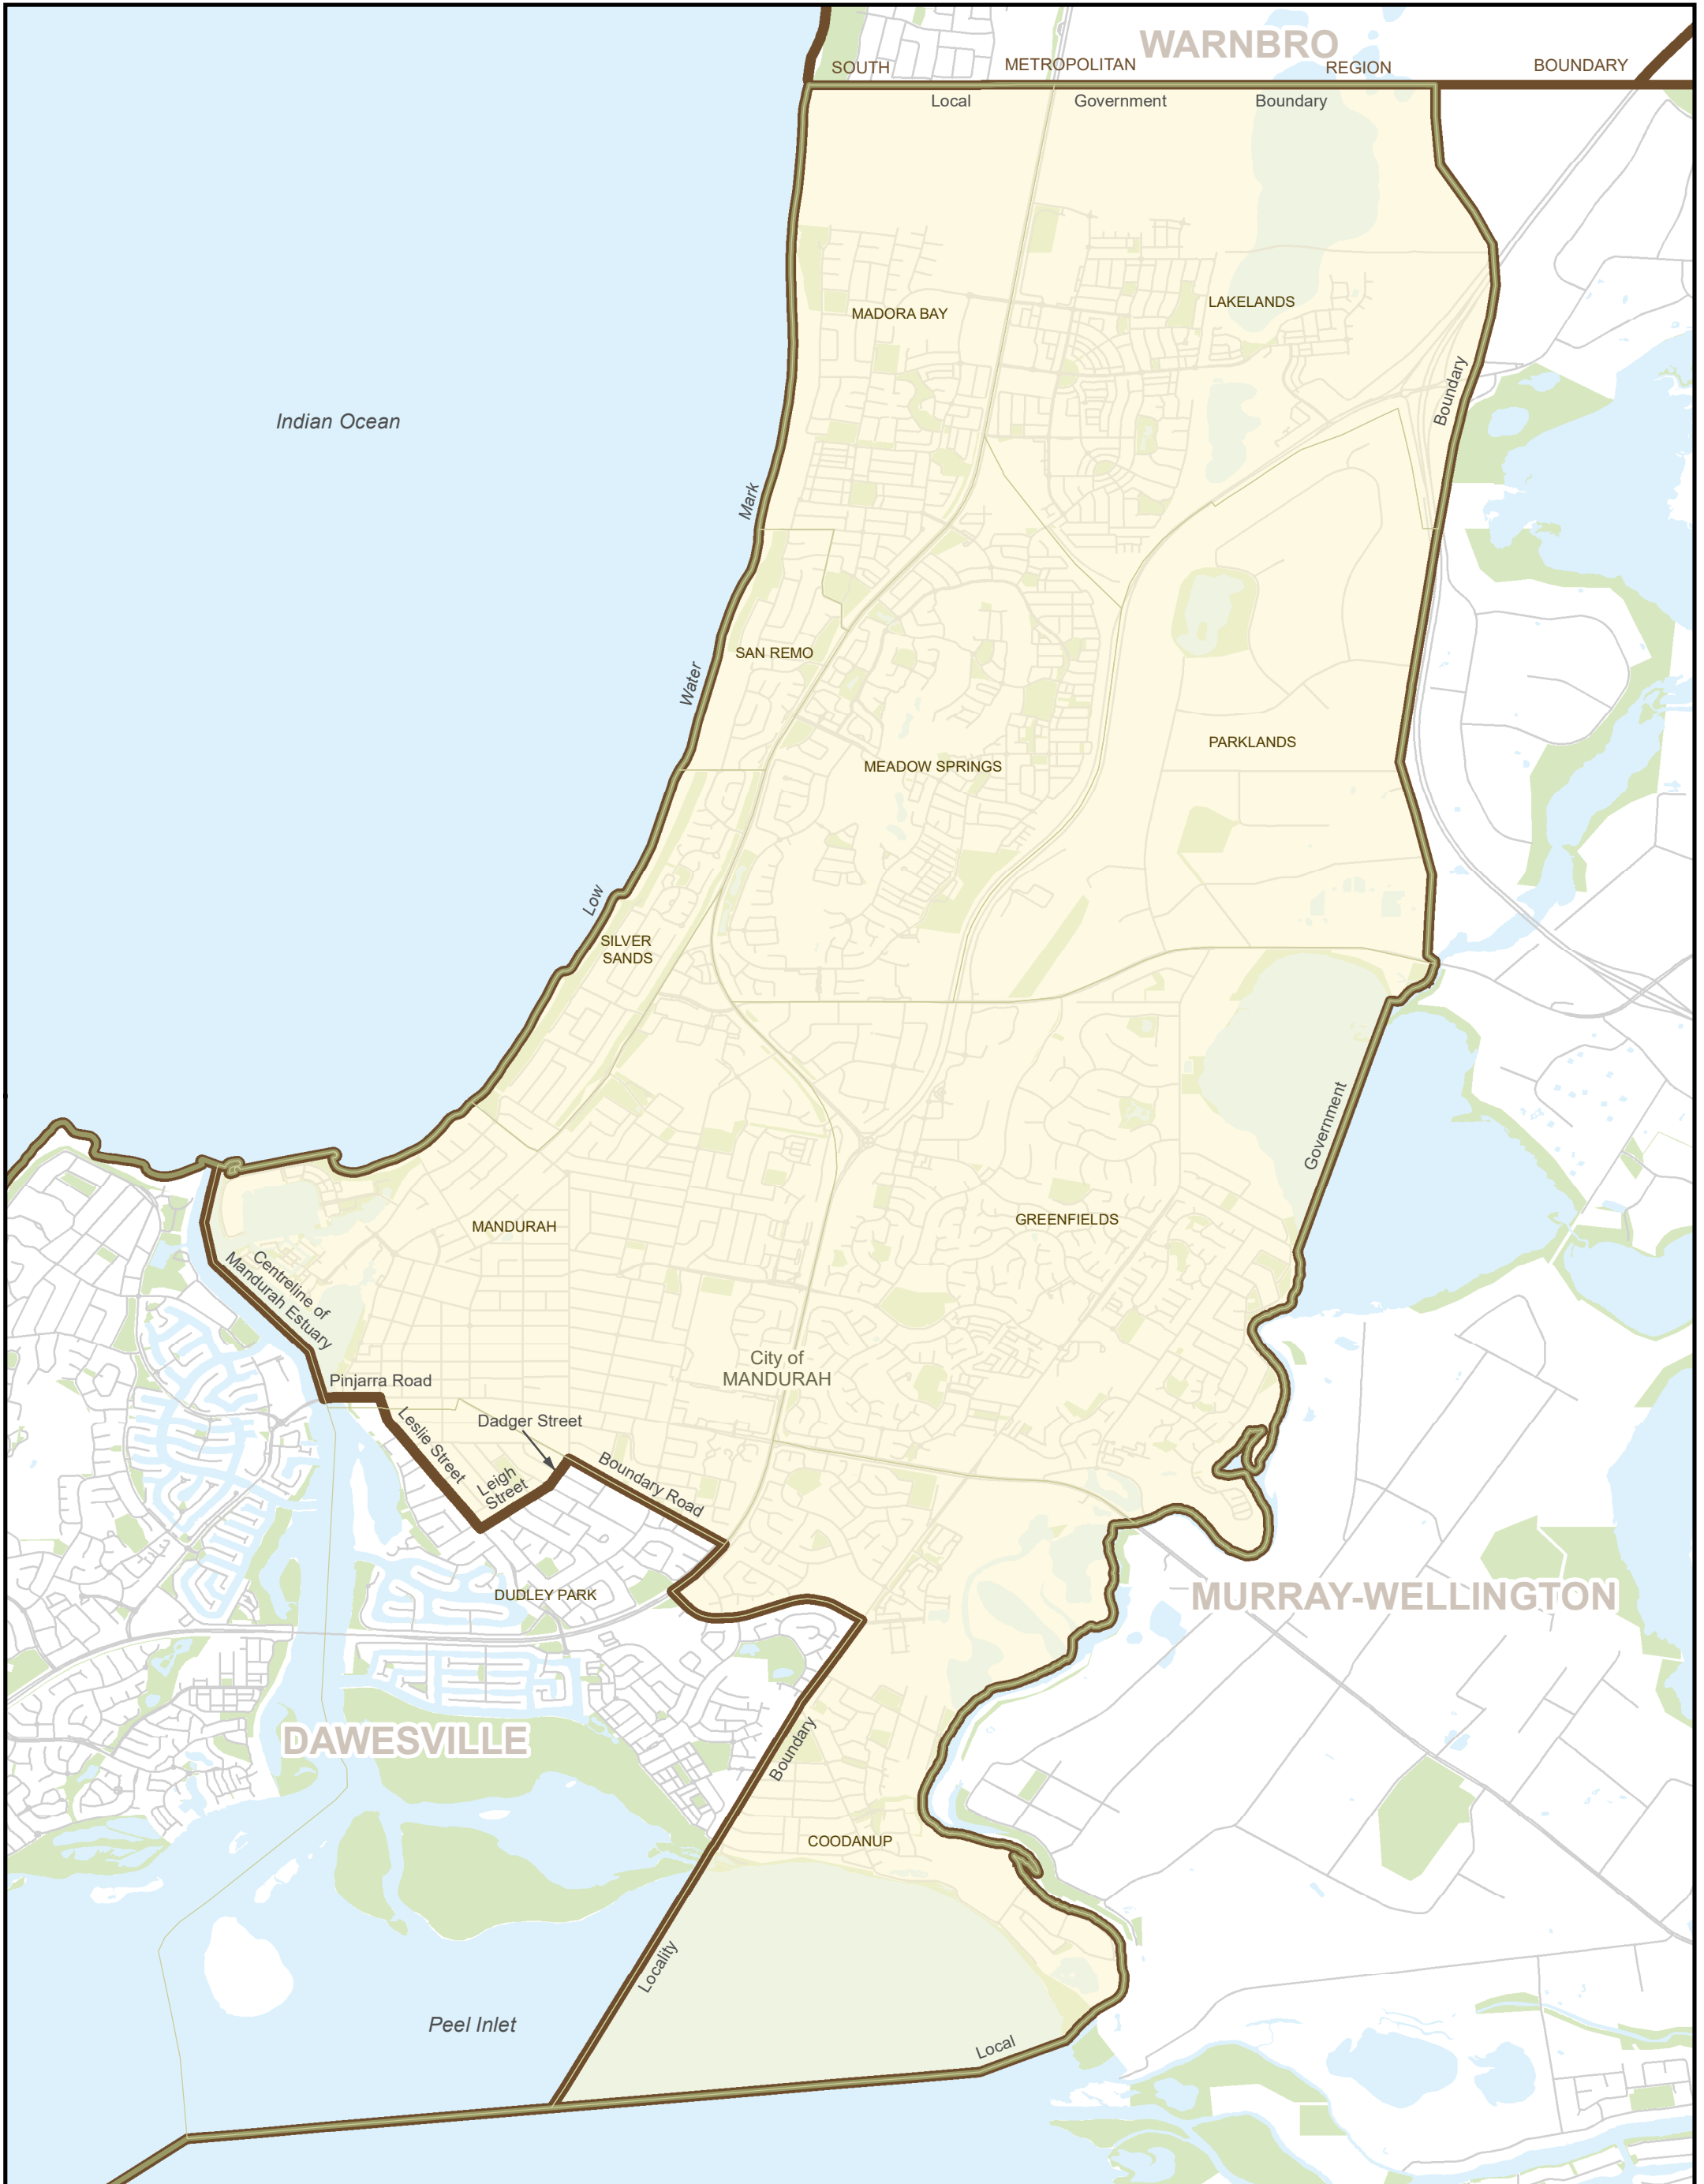 WARNBRO
SOUTH METROPOLITAN REGION BOUNDARY
Local Government Boundary
LAKELANDS
MADORA BAY
Boundary
Indian Ocean
Mark
SAN REMO
Water
PARKLANDS
MEADOW SPRINGS
Low
SILVER
SANDS
Government
GREENFIELDS
MANDURAH
Centreline of
Mandurah Estuary
City of
MANDURAH
Pinjarra Road
Dadger Street
Leslie Street
Leigh
Street
Boundary Road
DUDLEY PARK
MURRAY-WELLINGTON
DAWESVILLE
Boundary
COODANUP
Locality
Peel Inlet
Local